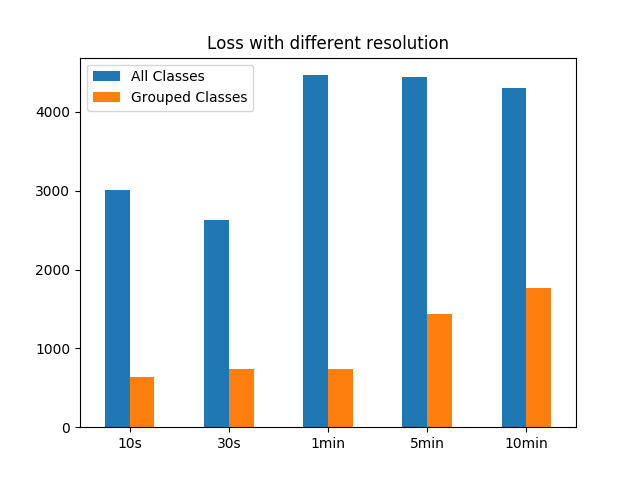 Loss with different resolution
All Classes
Grouped Classes
4000
3000
2000
1000
0
10s 30s 1min 5min 10min